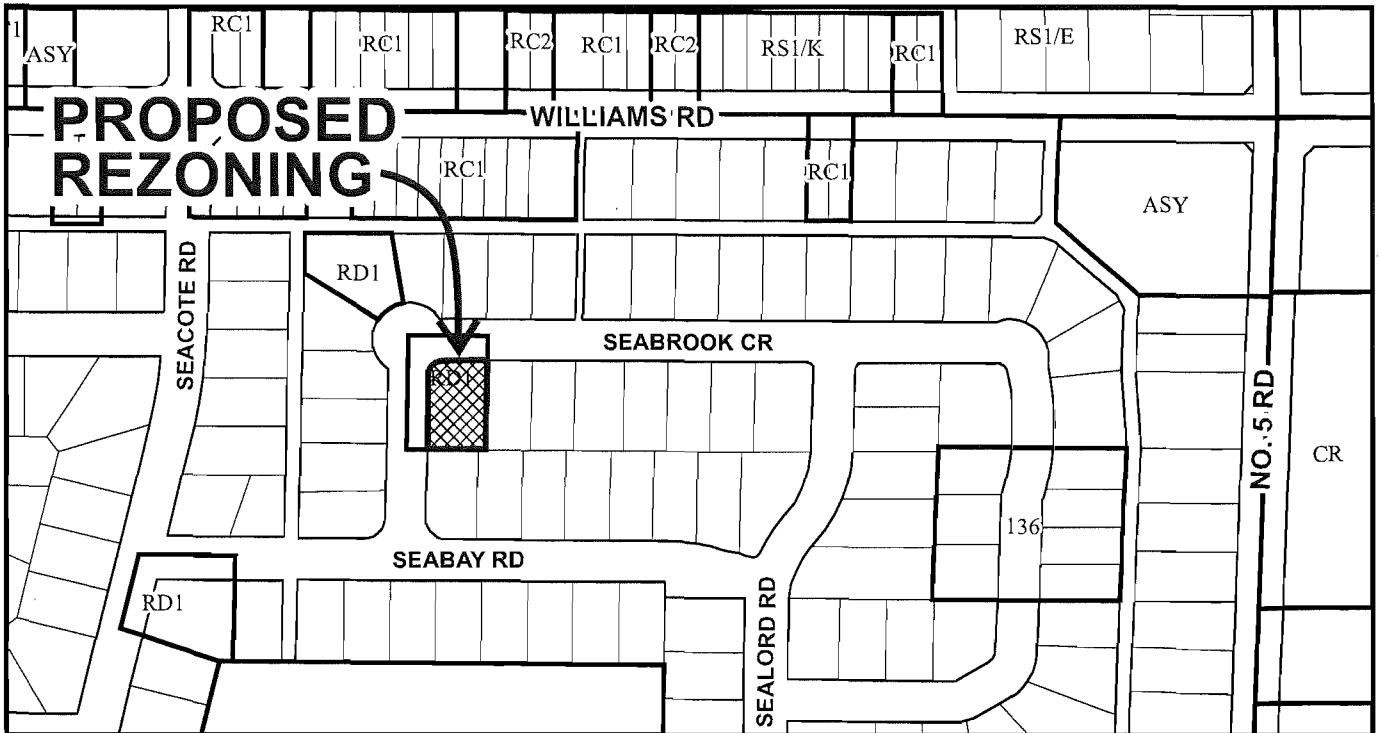 RC1
ASY
RC1
RC2
RC1
RC2
RS1/K
RC1
RS1/E
PROPOSED
REZONING
WILLIAMS RD
RC1
RC1
ASY
SEACOTE RD
RD1
SEABROOK CR
RD1
NO. 5 RD
CR
136
SEABAY RD
RD1
SEALORD RD